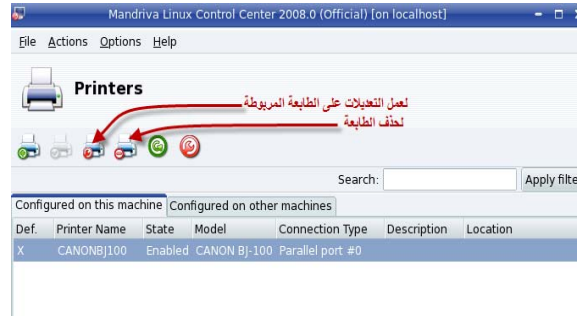 Mandriva Linux Control Center 2008.0 (Official) [on localhost]
File Actions Options Help
Printers
لعمل التعديلات على الطابعة المربوطة
لحذف الطابعة
Search:
Apply filte
Configured on this machine Configured on other machines
Def. Printer Name State Model Connection Type Description Location
X CANONBJ100 Enabled CANON BJ-100 Parallel port #0